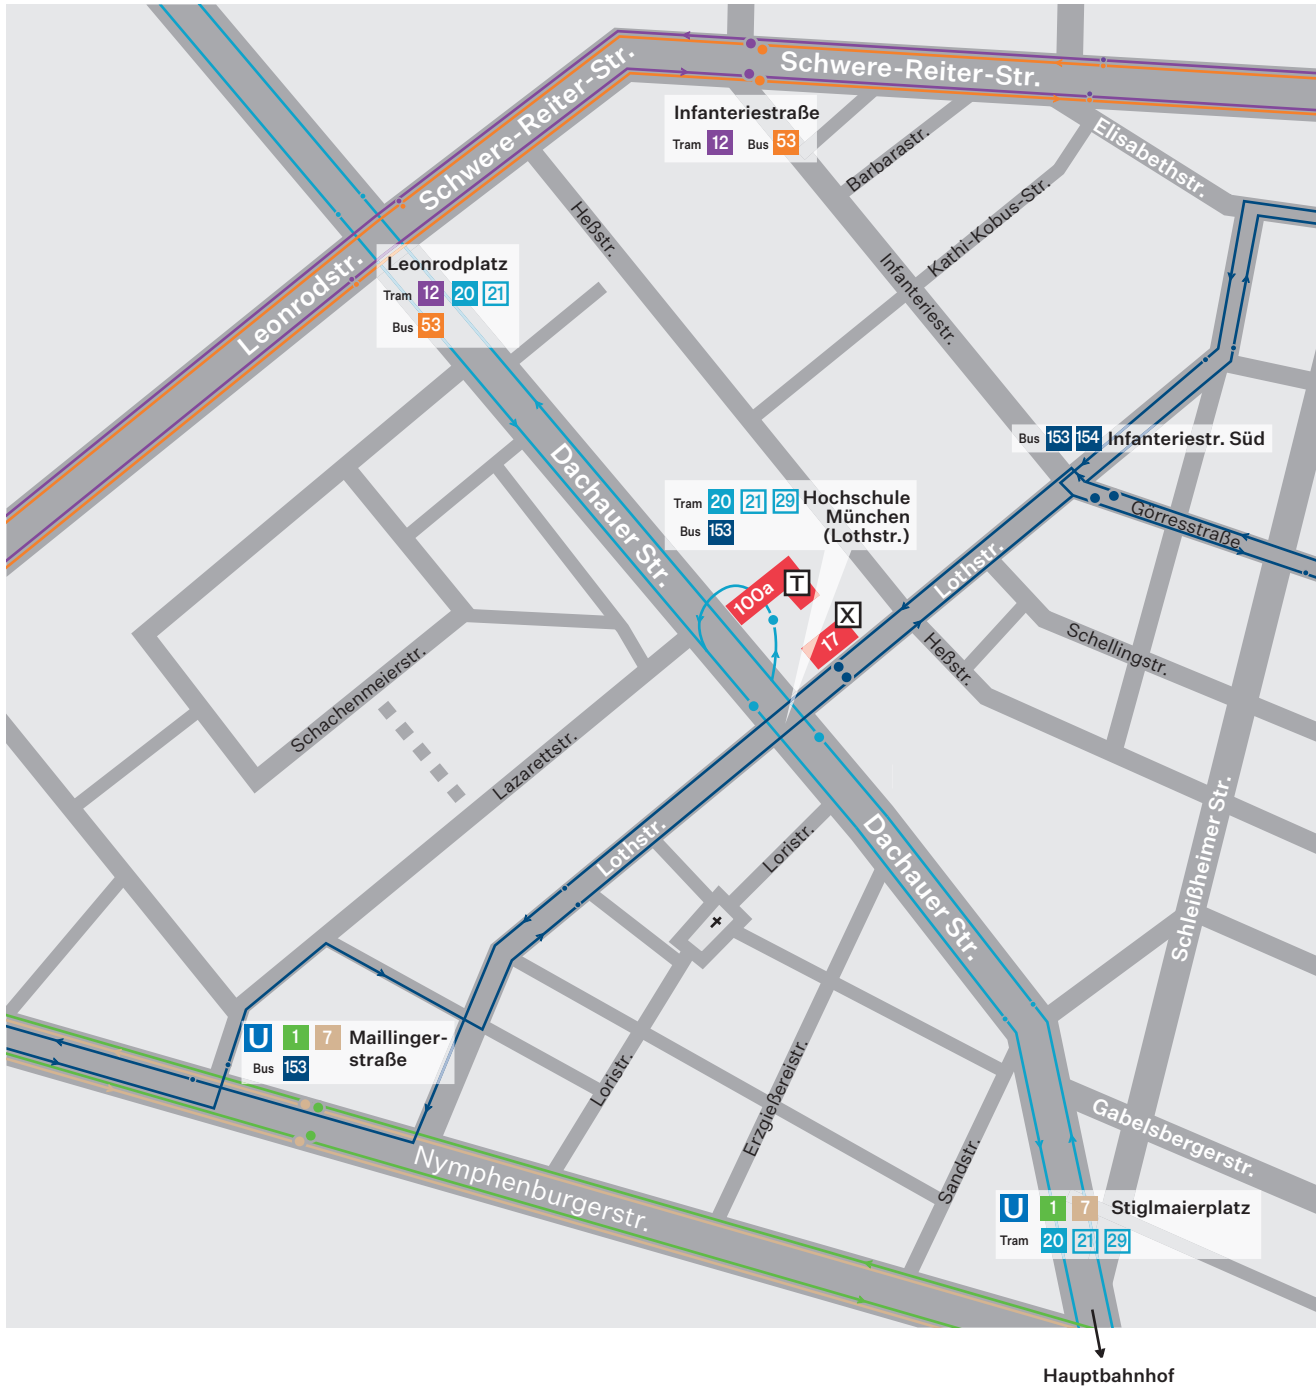 Schwere-Reiter-Str.
Schwere-Reiter-Str.
Infanteriestraße
Tram 12 Bus 53
Elisabethstr.
Barbarastr.
Kathi-Kobus-Str.
Heßstr.
Infanteriestr.
Leonrodstr.
Leonrodplatz
Tram 12 20 21
Bus 53
Bus 153 154 Infanteriestr. Süd
Görresstraße
Dachauer Str.
Tram 20 21 29 Hochschule
Bus 153 München
(Lothstr.)
100a T
17 X
Lothstr.
Heßstr.
Schellingstr.
Schachenmeierstr.
Lazarettstr.
Lothstr.
Loristr.
Dachauer Str.
Schleißheimer Str.
U 1 7 Maillinger-
straße
Bus 153
Loristr.
Erzgießereistr.
Sandstr.
Gabelsbergerstr.
Nymphenburgerstr.
U 1 7 Stiglmaierplatz
Tram 20 21 29
Hauptbahnhof